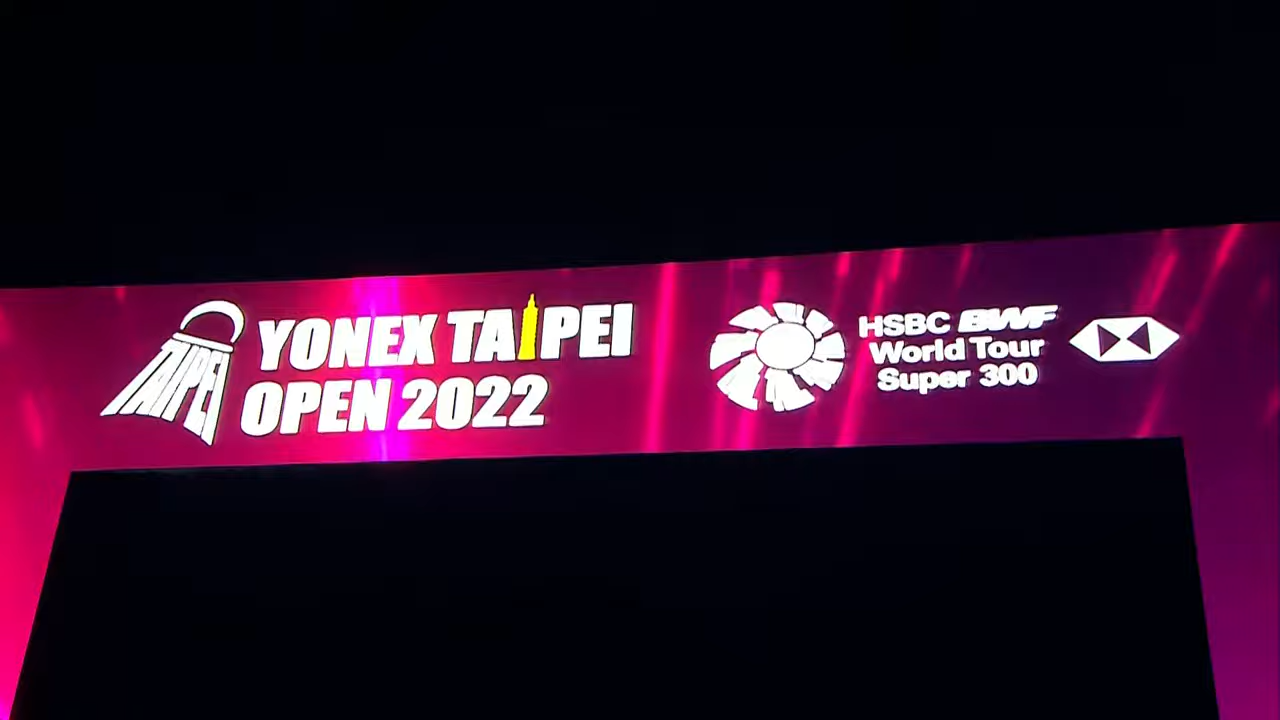 TAIPEI
YONEX TAIPEI
OPEN 2022
HSBC BWF
World Tour
Super 300